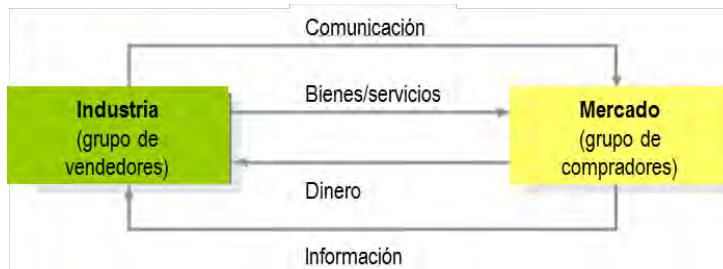 Comunicación
Bienes/servicios
Industria
(grupo de
vendedores)
Mercado
(grupo de
compradores)
Dinero
Información